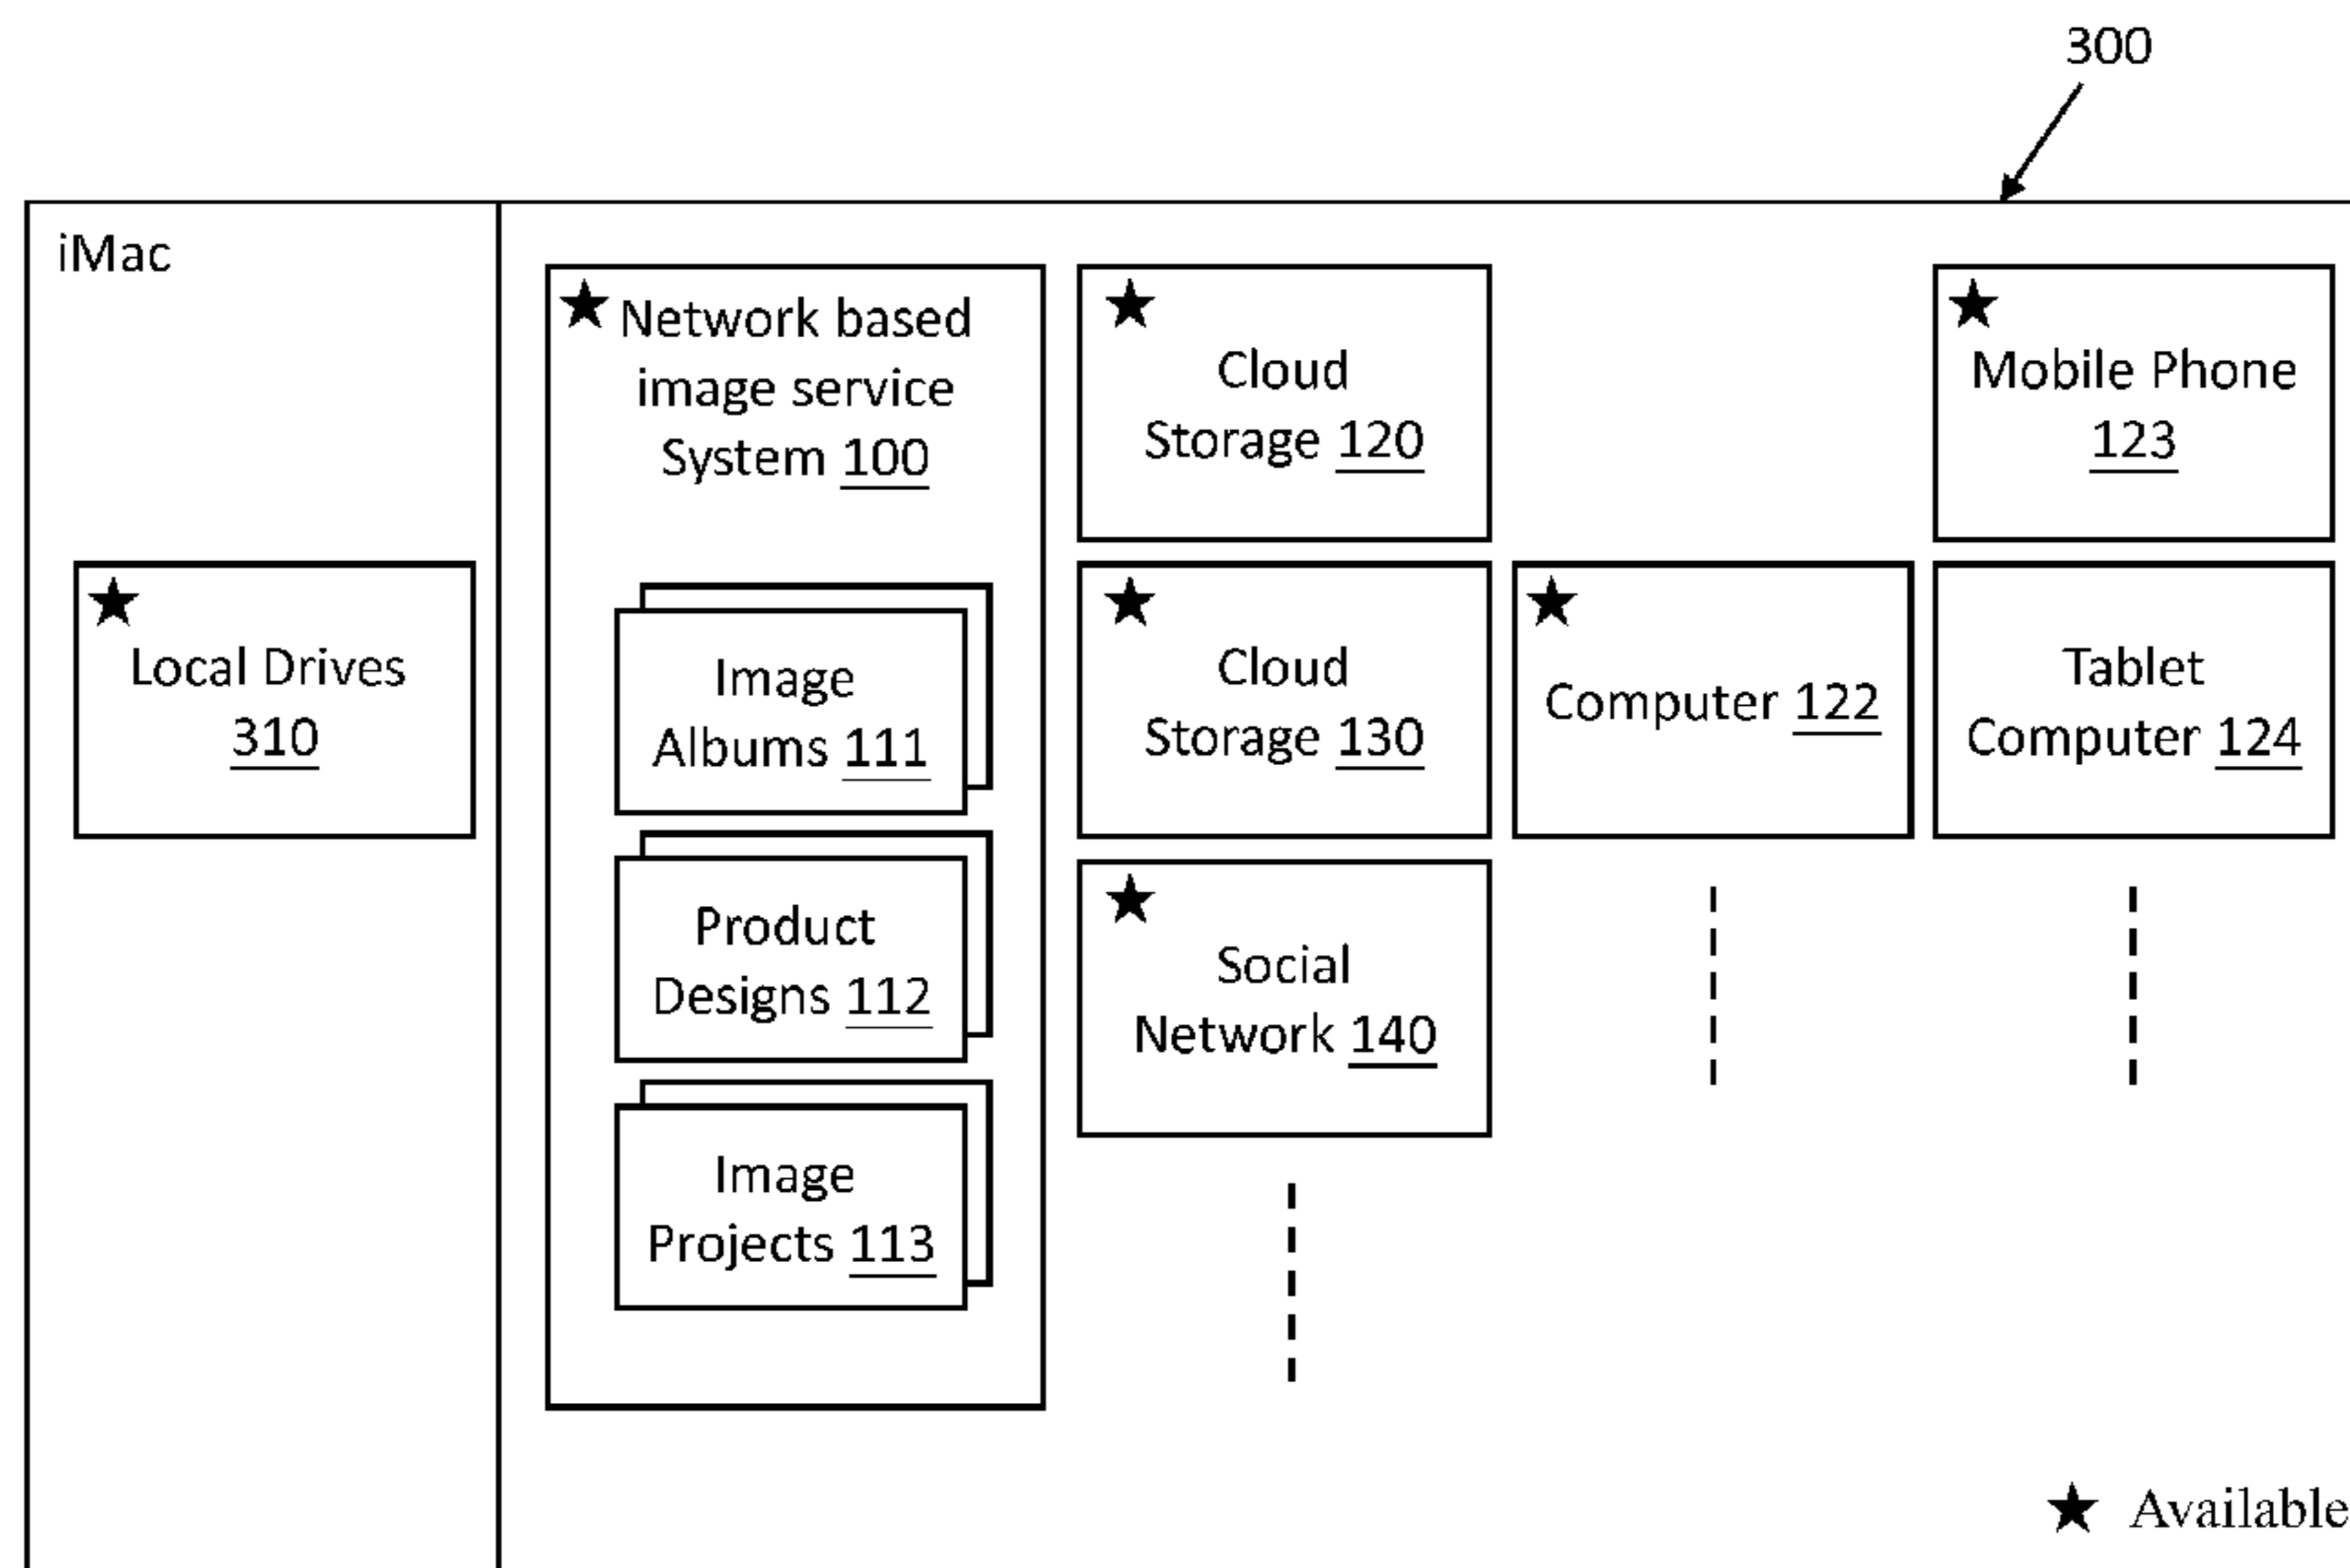 300
iMac
Local Drives
310
★ Network based
image service
System 100
Image
Albums 111
Product
Designs 112
Image
Projects 113
★
Cloud
Storage 120
★
Cloud
Storage 130
★
Social
Network 140
★
Computer 122
★
Mobile Phone
123
Tablet
Computer 124
★ Available